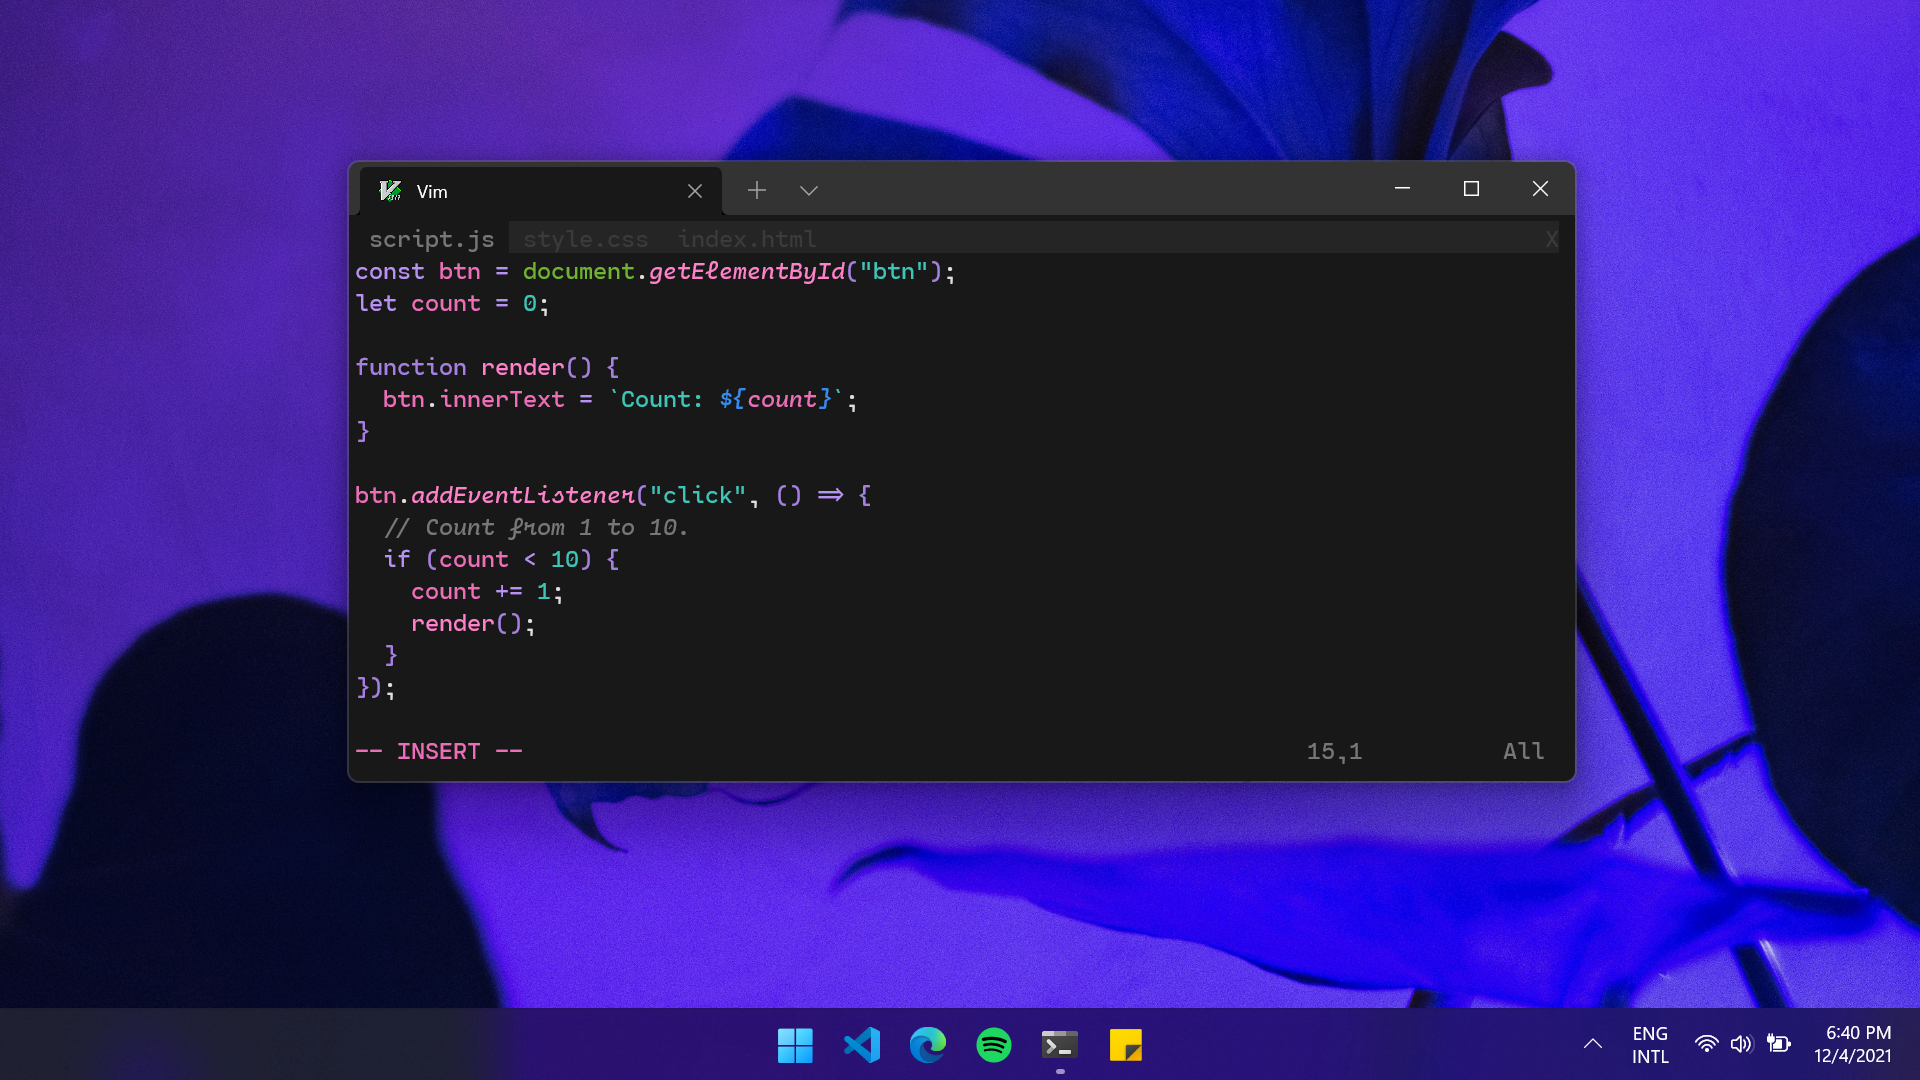 Vim
script.js style.css index.html X
const btn = document.getElementById("btn");
let count = 0;
function render() {
btn.innerText = `Count: ${count}`;
}
btn.addEventListener("click", () => {
// Count from 1 to 10.
if (count < 10) {
count += 1;
render();
}
});
-- INSERT -- 15,1 All
ENG
INTL
6:40 PM
12/4/2021